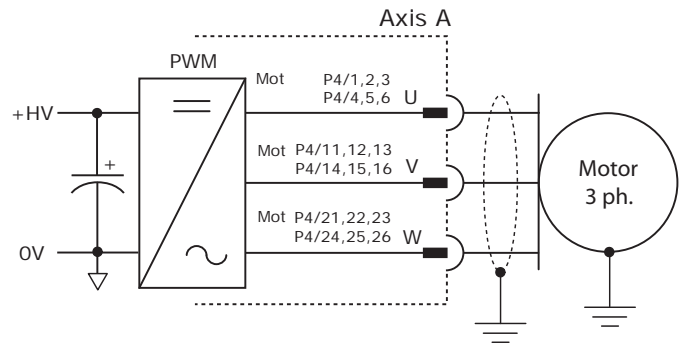 Axis A
PWM
Mot P4/1,2,3
P4/4,5,6 U
+HV
Mot P4/11,12,13
P4/14,15,16 V
+
Motor
3 ph.
Mot P4/21,22,23
P4/24,25,26 W
0V